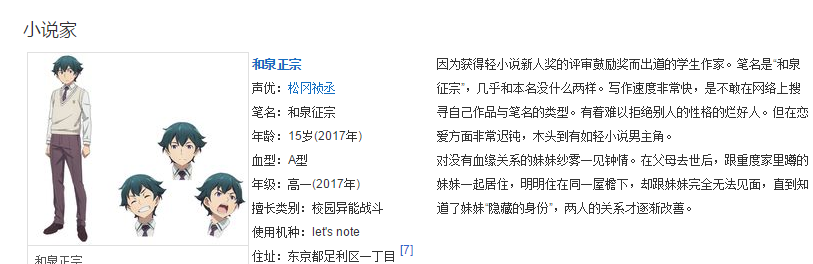 小说家
和泉正宗
声优：松冈祯丞
笔名：和泉征宗
年龄：15岁(2017年)
血型：A型
年级：高一(2017年)
擅长类别：校园异能战斗
使用机种：let's note
住址：东京都足利区一丁目 [7]
因为获得轻小说新人奖的评审鼓励奖而出道的学生作家。笔名是“和泉
征宗”，几乎和本名没什么两样。写作速度非常快，是不敢在网络上搜
寻自己作品与笔名的类型。有着难以拒绝别人的性格的烂好人。但在恋
爱方面非常迟钝，木头到有如轻小说男主角。
对没有血缘关系的妹妹纱雾一见钟情。在父母去世后，跟重度家里蹲的
妹妹一起居住，明明住在同一屋檐下，却跟妹妹完全无法见面，直到知
道了妹妹“隐藏的身份”，两人的关系才逐渐改善。
和泉正宗